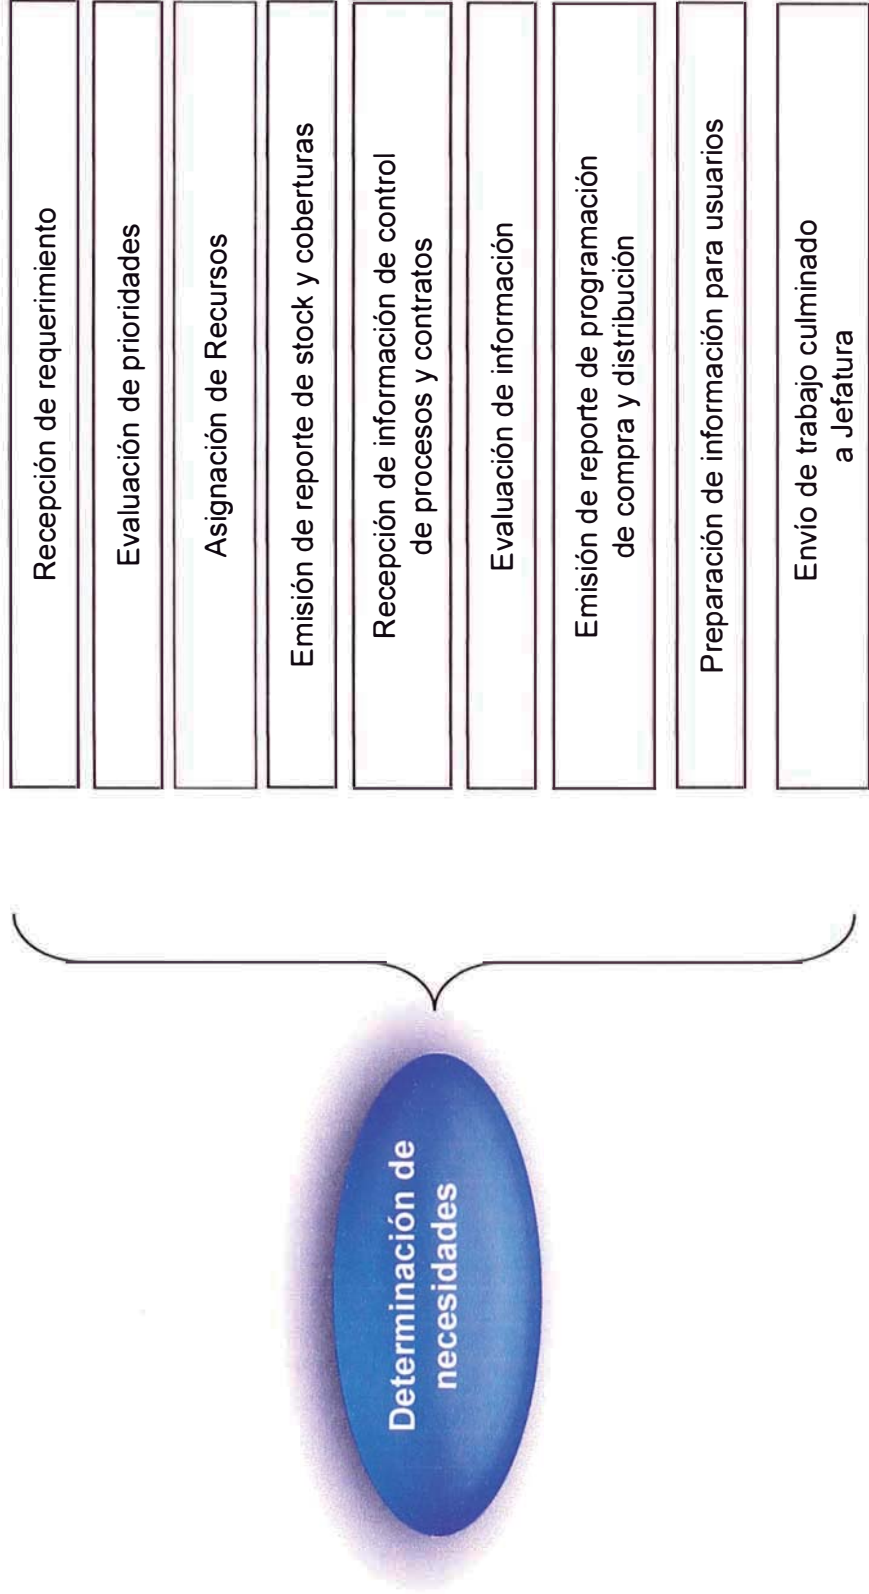 Determinación de
necesidades
Recepción de requerimiento
Evaluación de prioridades
Asignación de Recursos
Emisión de reporte de stock y coberturas
Recepción de información de control
de procesos y contratos
Evaluación de información
Emisión de reporte de programación
de compra y distribución
Preparación de información para usuarios
Envío de trabajo culminado
a Jefatura